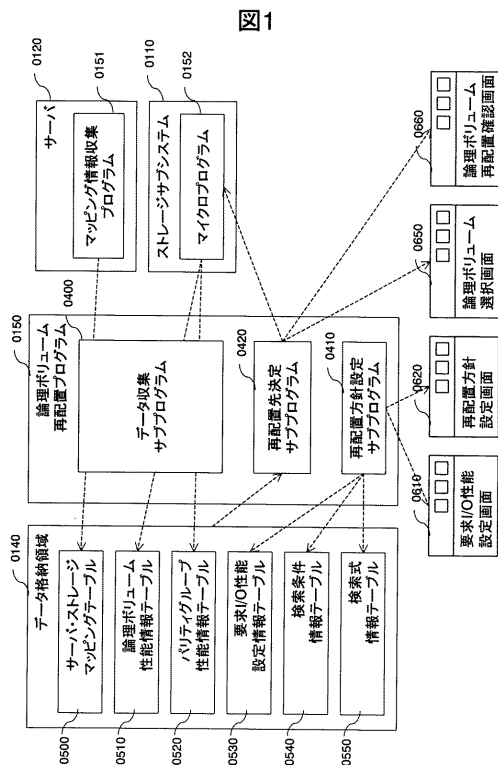 図1
0140
データ格納領域
0500
サーバ・ストレージ
マッピングテーブル
0510
論理ボリューム
性能情報テーブル
0520
パリティグループ
性能情報テーブル
0530
要求I/O性能
設定情報テーブル
0540
検索条件
情報テーブル
0550
検索式
情報テーブル
0150
論理ボリューム
再配置プログラム
0400
データ収集
サブプログラム
0420
再配置先決定
サブプログラム
0410
再配置方針設定
サブプログラム
0120
サーバ
0151
マッピング情報収集
プログラム
0110
ストレージサブシステム
0152
マイクロプログラム
0610
要求I/O性能
設定画面
0620
再配置方針
設定画面
0650
論理ボリューム
選択画面
0660
論理ボリューム
再配置確認画面